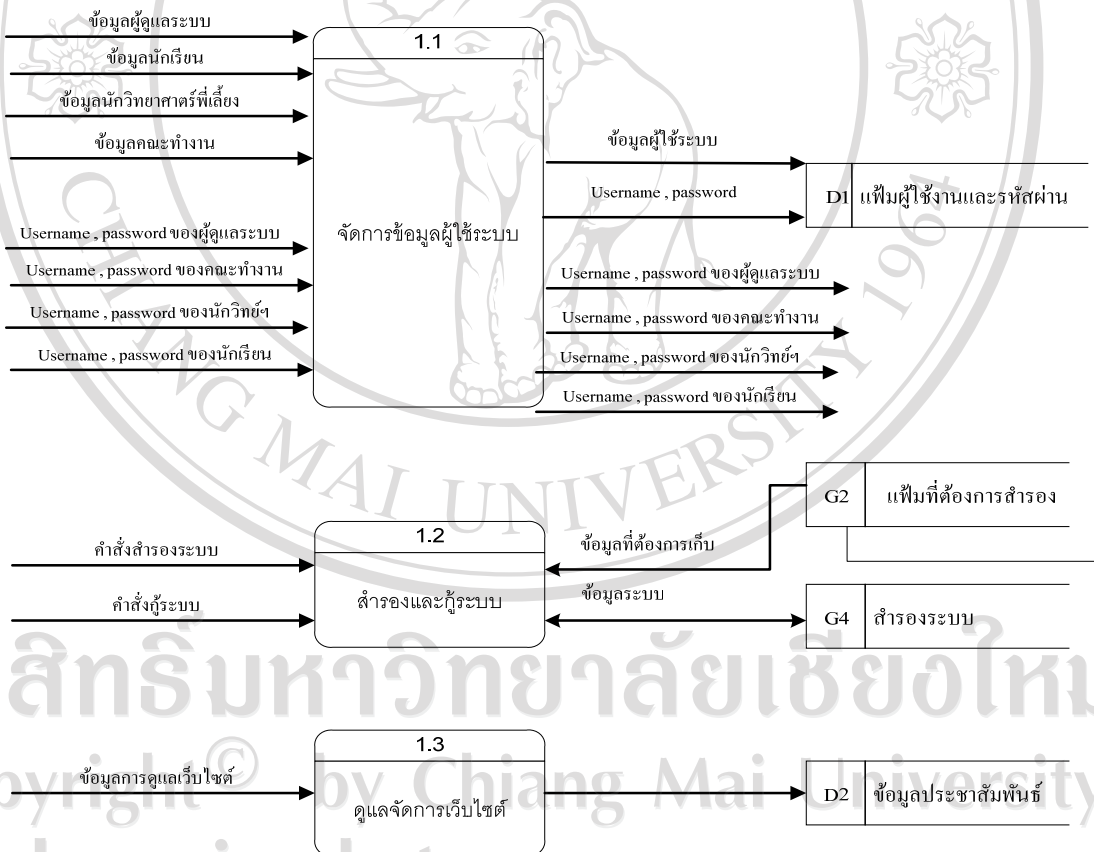 ข้อมูลผู้ดูแลระบบ
ข้อมูลนักเรียน
ข้อมูลนักวิทยาศาตร์พี่เลี้ยง
ข้อมูลคณะทำงาน
Username , password ของผู้ดูแลระบบ
Username , password ของคณะทำงาน
Username , password ของนักวิทย์ฯ
Username , password ของนักเรียน
1.1
จัดการข้อมูลผู้ใช้ระบบ
ข้อมูลผู้ใช้ระบบ
Username , password
D1 แฟ้มผู้ใช้งานและรหัสผ่าน
Username , password ของผู้ดูแลระบบ
Username , password ของคณะทำงาน
Username , password ของนักวิทย์ฯ
Username , password ของนักเรียน
CHIANG MAI UNIVERSITY 1964
คำสั่งสำรองระบบ
คำสั่งกู้ระบบ
1.2
สำรองและกู้ระบบ
ข้อมูลที่ต้องการเก็บ
ข้อมูลระบบ
G2 แฟ้มที่ต้องการสำรอง
G4 สำรองระบบ
สิทธิ์มหาวิทยาลัยเชียงใหม
ข้อมูลการดูแลเว็บไซต์
1.3
ดูแลจัดการเว็บไซต์
D2 ข้อมูลประชาสัมพันธ์
pyright© by Chiang Mai University